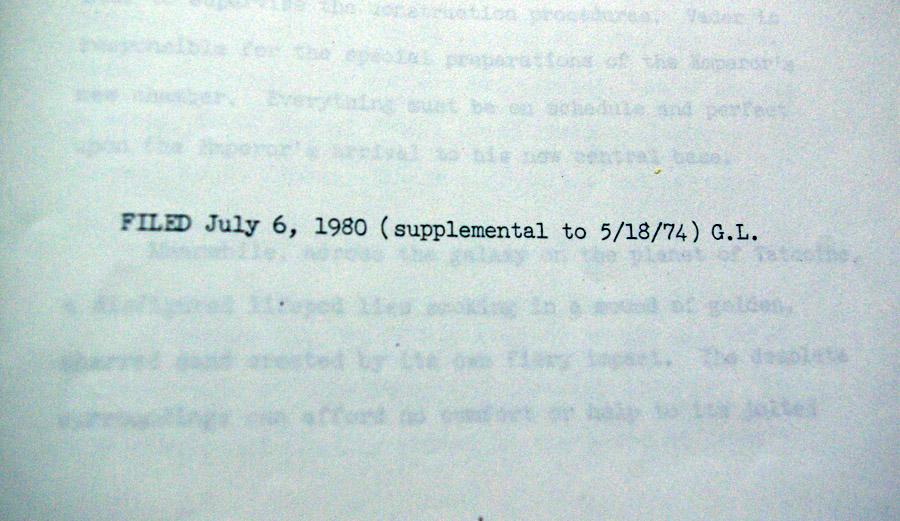 to supervise the construction procedures. Vader is
responsible for the special preparations of the Emperor's
new chamber. Everything must be on schedule and perfect
upon the Emperor's arrival to his new central base.
FILED July 6, 1980 (supplemental to 5/18/74) G.L.
Meanwhile, across the galaxy on the planet of Tatooine,
a disfigured lifepod lies smoking in a mound of golden,
charred sand created by its own fiery impact. The desolate
surroundings can afford no comfort or help to its jolted